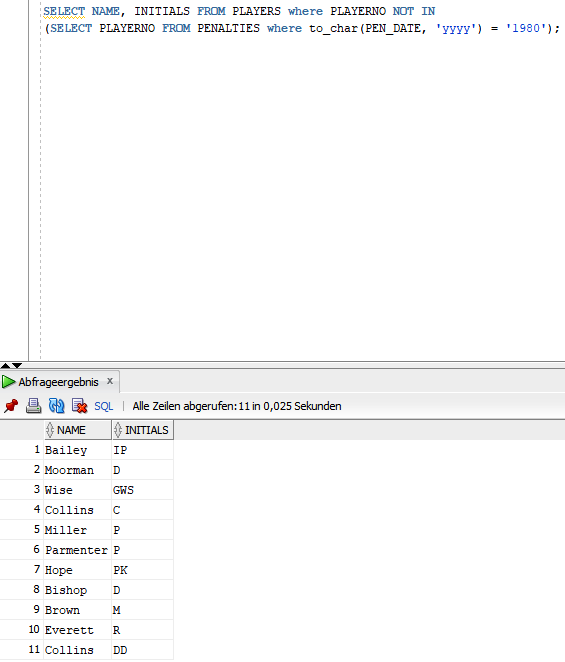 SELECT NAME, INITIALS FROM PLAYERS where PLAYERNO NOT IN
(SELECT PLAYERNO FROM PENALTIES where to_char(PEN_DATE, 'yyyy') = '1980');
Abfrageergebnis x
SQL | Alle Zeilen abgerufen: 11 in 0,025 Sekunden
NAME INITIALS
1 Bailey IP
2 Moorman D
3 Wise GWS
4 Collins C
5 Miller P
6 Parmenter P
7 Hope PK
8 Bishop D
9 Brown M
10 Everett R
11 Collins DD